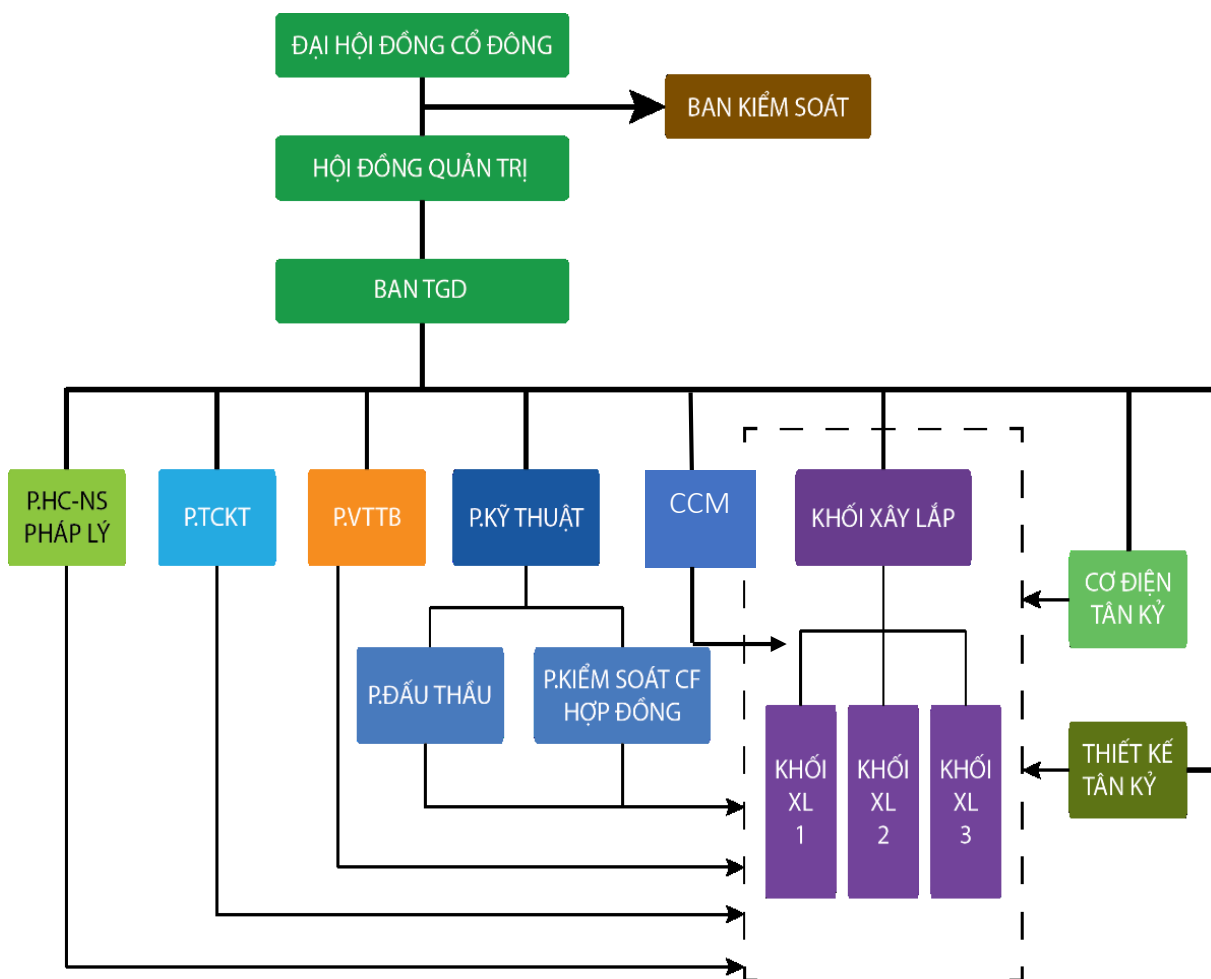 ĐẠI HỘI ĐỒNG CỔ ĐÔNG
BAN KIỂM SOÁT
HỘI ĐỒNG QUẢN TRỊ
BAN TGD
P.HC-NS
PHÁP LÝ
P.TCKT
P.VTTB
P.KỸ THUẬT
CCM
KHỐI XÂY LẮP
CƠ ĐIỆN
TÂN KỶ
P.ĐẤU THẦU
P.KIỂM SOÁT CF
HỢP ĐỒNG
KHỐI
XL
1
KHỐI
XL
2
KHỐI
XL
3
THIẾT KẾ
TÂN KỶ